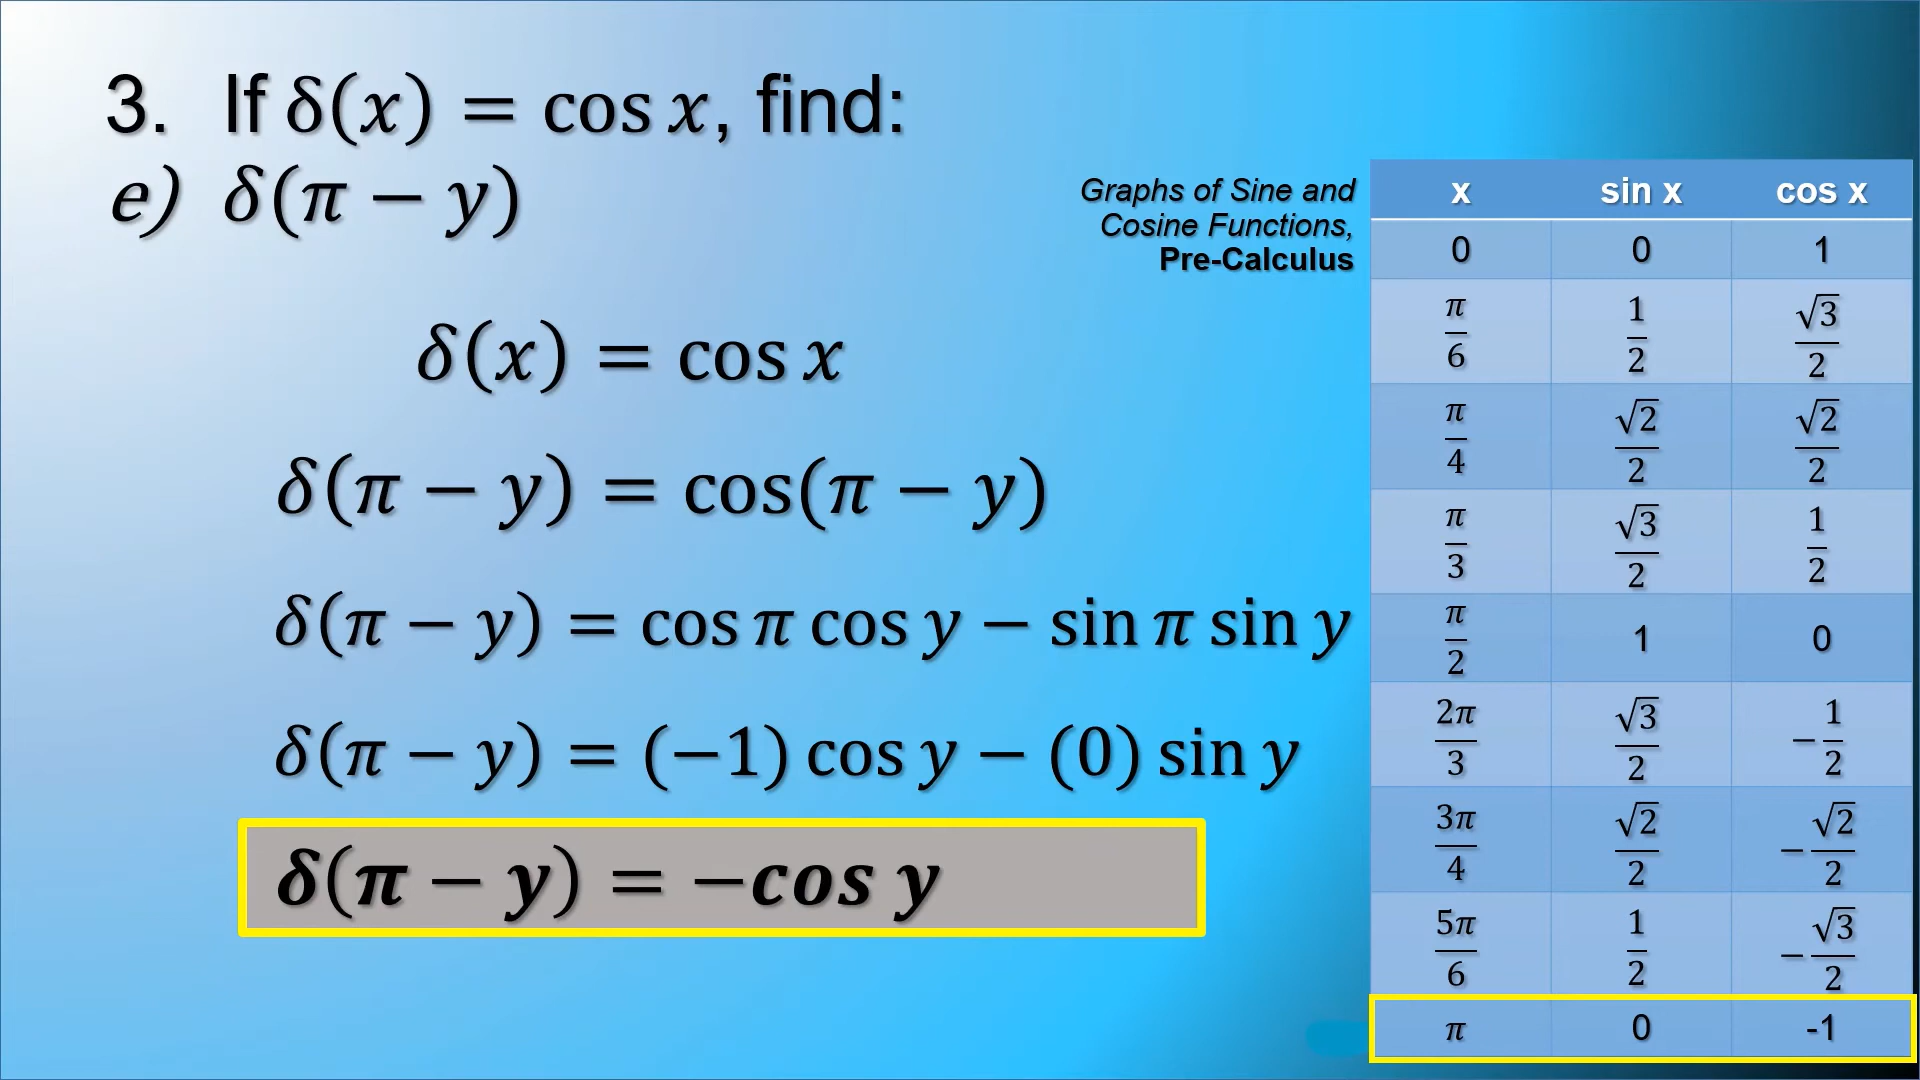 3. If δ(x) = cos x, find:
e) δ(π − y)
Graphs of Sine and
Cosine Functions,
Pre-Calculus
δ(x) = cos x
δ(π − y) = cos(π − y)
δ(π − y) = cos π cos y − sin π sin y
δ(π − y) = (−1) cos y − (0) sin y
δ(π − y) = −cos y
x sin x cos x
0 0 1
π/6 1/2 √3/2
π/4 √2/2 √2/2
π/3 √3/2 1/2
π/2 1 0
2π/3 √3/2 −1/2
3π/4 √2/2 −√2/2
5π/6 1/2 −√3/2
π 0 -1